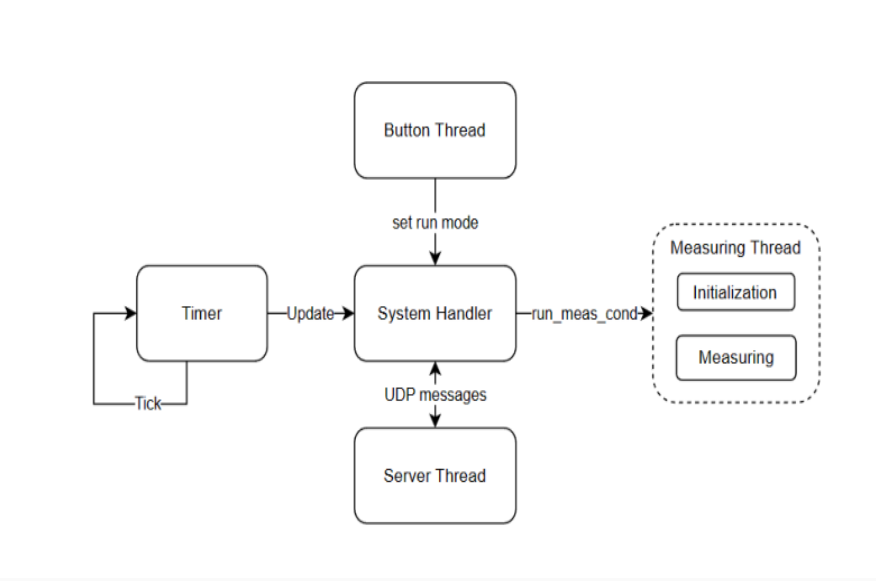 Button Thread
set run mode
Measuring Thread
Initialization
Timer
Update
System Handler
run_meas_cond
Measuring
Tick
UDP messages
Server Thread